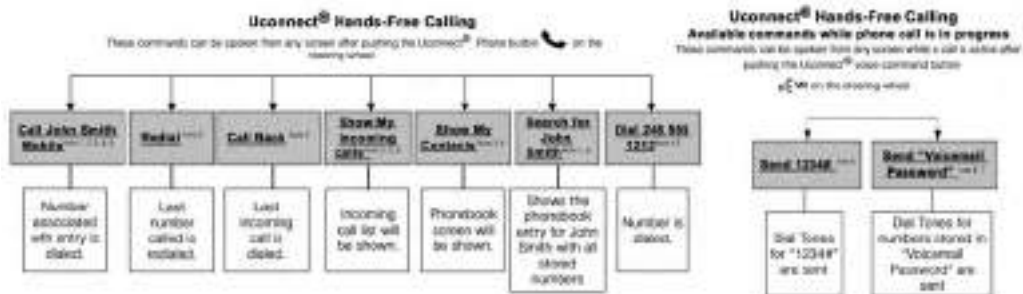 Uconnect® Hands-Free Calling
These commands can be spoken from any screen after pushing the Uconnect® Phone button on the
steering wheel
Call John Smith
Mobile
Redial
Call Back
Show My
Incoming
calls
Show My
Contacts
Search for
John
Smith
Dial 248 555
1212
Number
associated
with entry is
dialed.
Last
number
called is
redialed.
Last
incoming
call is
dialed.
Incoming
call list will
be shown.
Phonebook
screen will
be shown.
Shows the
phonebook
entry for John
Smith with all
stored
numbers
Number is
dialed.
Uconnect® Hands-Free Calling
Available commands while phone call is in progress
These commands can be spoken from any screen while a call is active after
pushing the Uconnect® voice command button
on the steering wheel
Send 1234#
Send "Voicemail
Password"
Dial Tones
for "1234#"
are sent
Dial Tones for
numbers stored in
"Voicemail
Password" are
sent